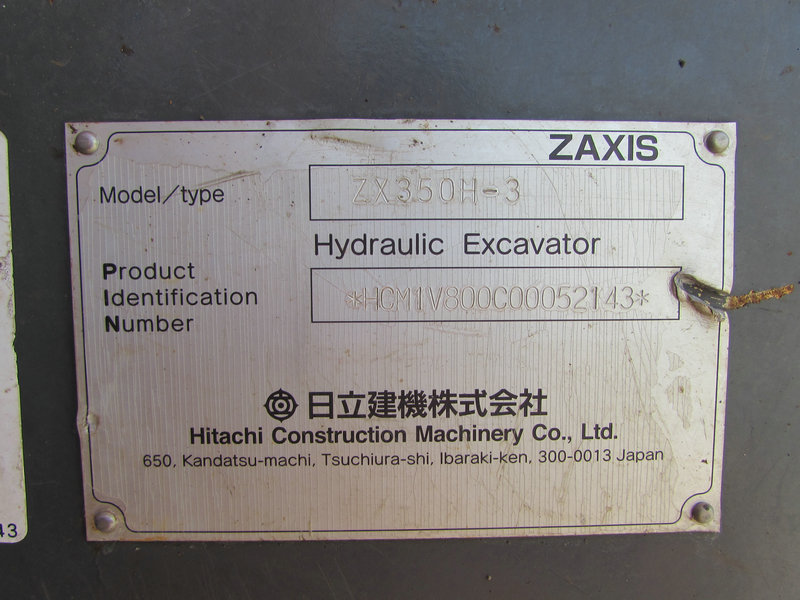 ZAXIS
Model/type ZX350H-3
Hydraulic Excavator
Product
Identification
Number
*HCM1V800C00052143*
日立建機株式会社
Hitachi Construction Machinery Co., Ltd.
650, Kandatsu-machi, Tsuchiura-shi, Ibaraki-ken, 300-0013 Japan
43